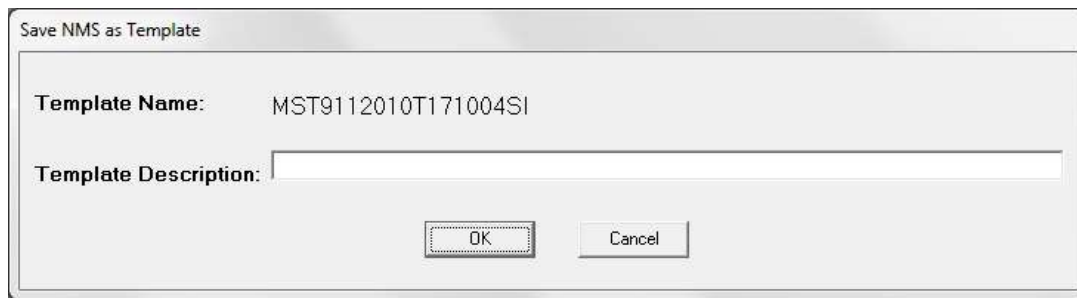 Save NMS as Template
Template Name: MST9112010T171004SI
Template Description:
OK Cancel